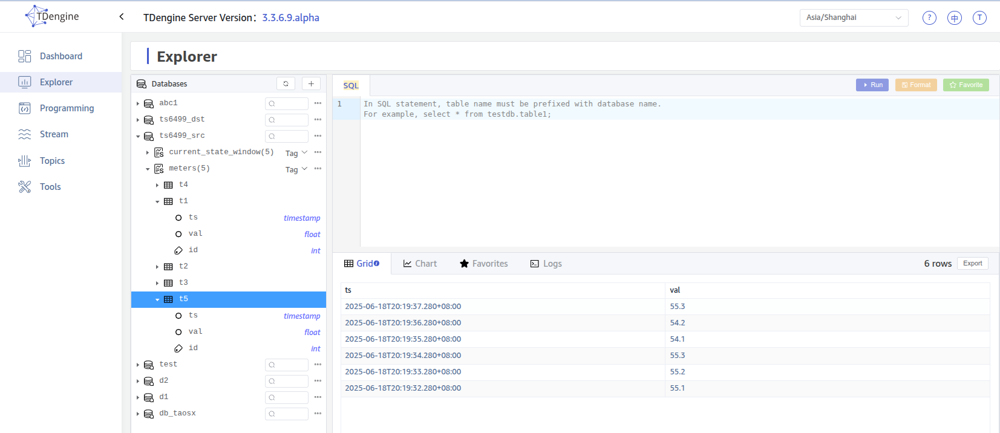 TDengine
TDengine Server Version：3.3.6.9.alpha
Asia/Shanghai
?
中
T
Dashboard
Explorer
Programming
Stream
Topics
Tools
Explorer
Databases
abc1
ts6499_dst
ts6499_src
current_state_window(5) Tag
meters(5) Tag
t4
t1
ts timestamp
val float
id int
t2
t3
t5
ts timestamp
val float
id int
test
d2
d1
db_taosx
SQL
Run
Format
Favorite
1
In SQL statement, table name must be prefixed with database name.
For example, select * from testdb.table1;
Grid
Chart
Favorites
Logs
6 rows
Export
ts val
2025-06-18T20:19:37.280+08:00 55.3
2025-06-18T20:19:36.280+08:00 54.2
2025-06-18T20:19:35.280+08:00 54.1
2025-06-18T20:19:34.280+08:00 55.3
2025-06-18T20:19:33.280+08:00 55.2
2025-06-18T20:19:32.280+08:00 55.1